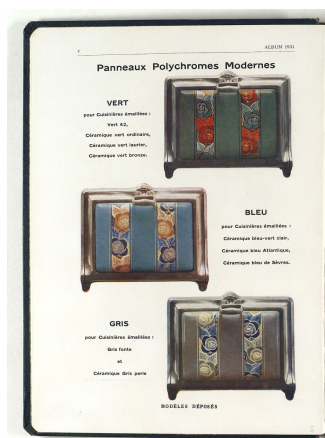 4
ALBUM 1931
Panneaux Polychromes Modernes
VERT
pour Cuisinières émaillées :
Vert 42,
Céramique vert ordinaire,
Céramique vert laurier,
Céramique vert bronze.
BLEU
pour Cuisinières émaillées :
Céramique bleu-vert clair,
Céramique bleu Atlantique,
Céramique bleu de Sèvres.
GRIS
pour Cuisinières émaillées :
Gris fonte
et
Céramique Gris perle
MODÈLES DÉPOSÉS